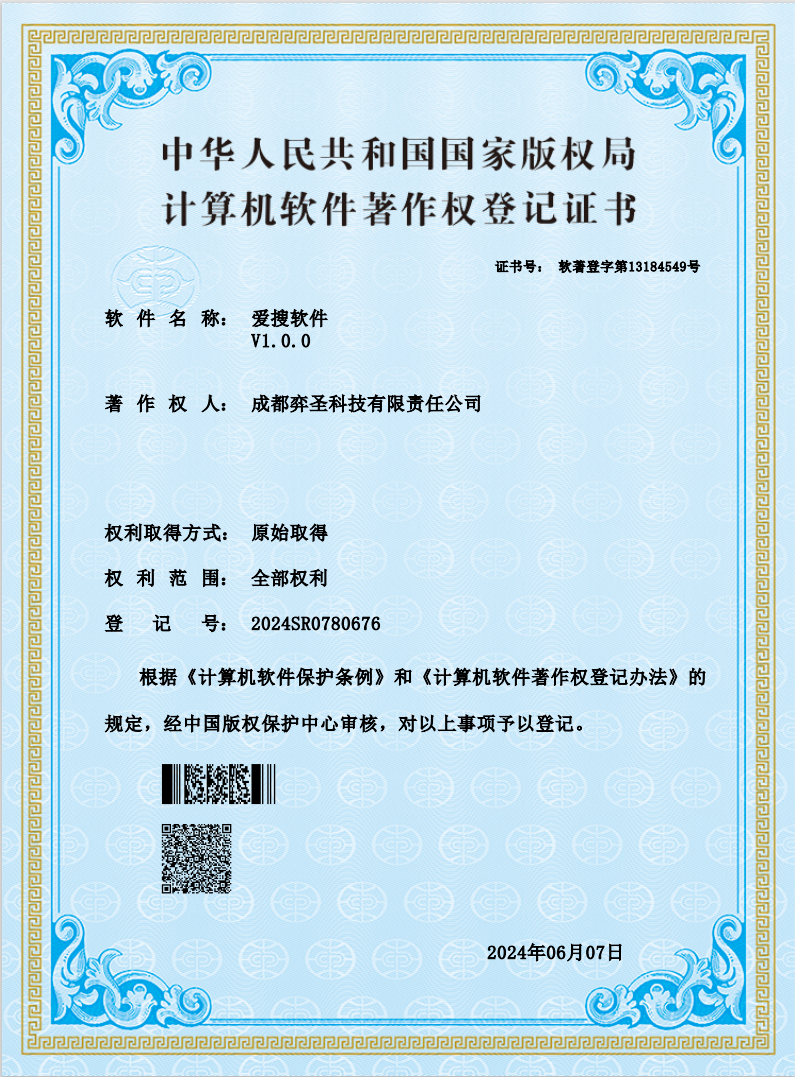 中华人民共和国国家版权局
计算机软件著作权登记证书
证书号： 软著登字第13184549号
软件名称： 爱搜软件
V1.0.0
著作权人： 成都弈圣科技有限责任公司
权利取得方式： 原始取得
权利范围： 全部权利
登记号： 2024SR0780676
根据《计算机软件保护条例》和《计算机软件著作权登记办法》的
规定，经中国版权保护中心审核，对以上事项予以登记。
2024年06月07日